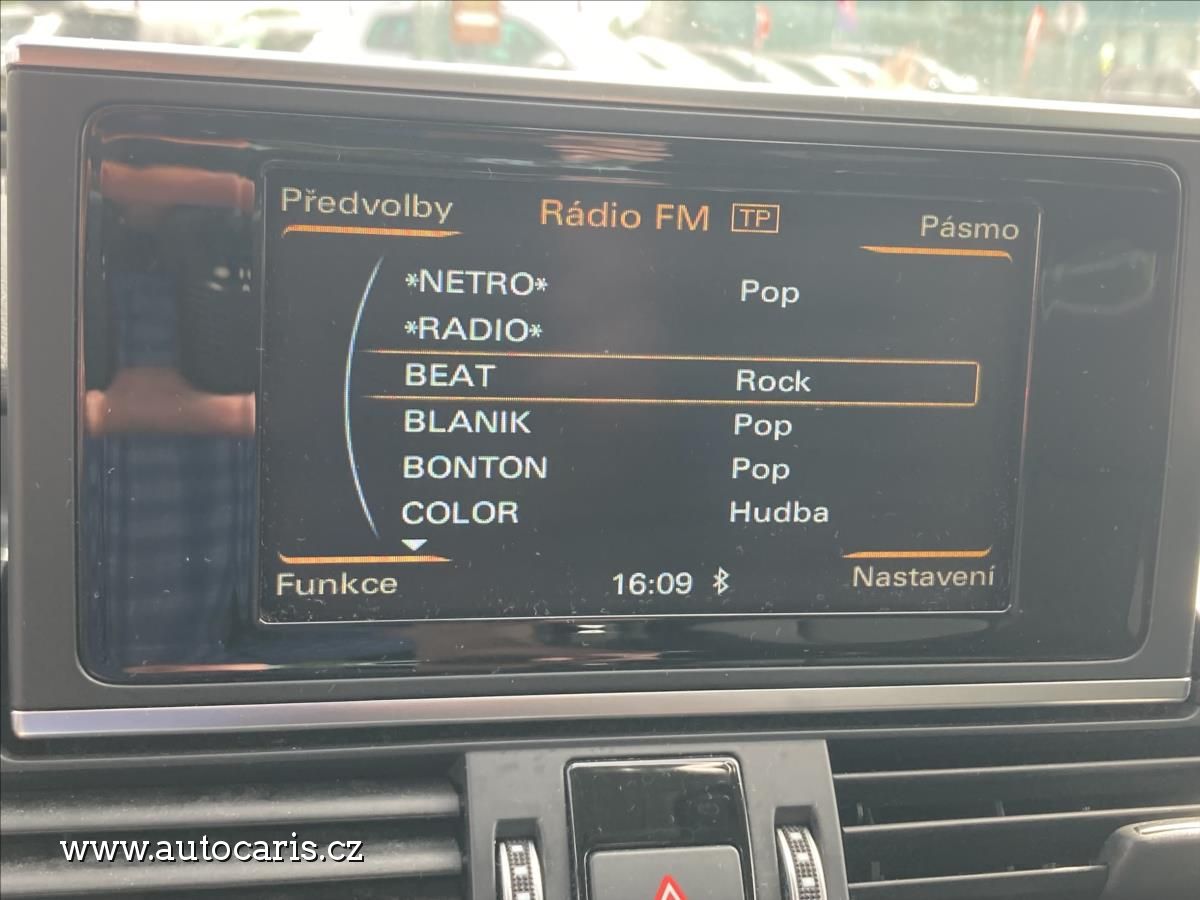 Předvolby
Rádio FM TP
Pásmo
*NETRO* Pop
*RADIO*
BEAT Rock
BLANIK Pop
BONTON Pop
COLOR Hudba
Funkce
16:09
Nastavení
www.autocaris.cz